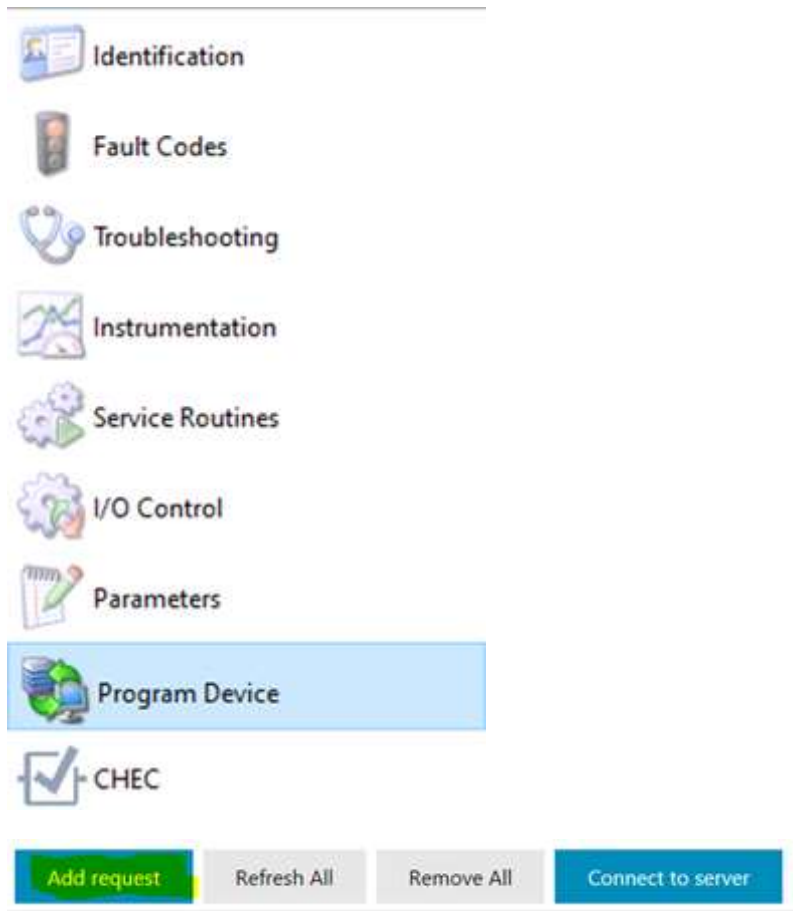 Identification
Fault Codes
Troubleshooting
Instrumentation
Service Routines
I/O Control
Parameters
Program Device
CHEC
Add request Refresh All Remove All Connect to server